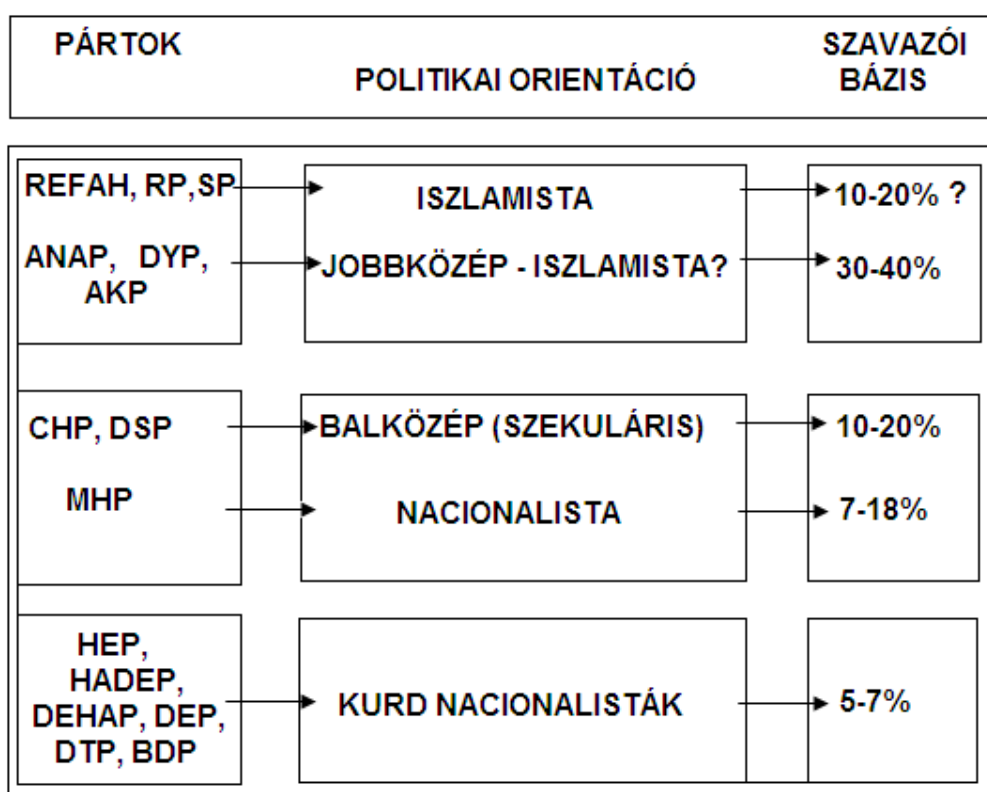 PÁRTOK
POLITIKAI ORIENTÁCIÓ
SZAVAZÓI
BÁZIS
REFAH, RP,SP
ISZLAMISTA
10-20% ?
ANAP, DYP,
AKP
JOBBKÖZÉP - ISZLAMISTA?
30-40%
CHP, DSP
BALKÖZÉP (SZEKULÁRIS)
10-20%
MHP
NACIONALISTA
7-18%
HEP,
HADEP,
DEHAP, DEP,
DTP, BDP
KURD NACIONALISTÁK
5-7%